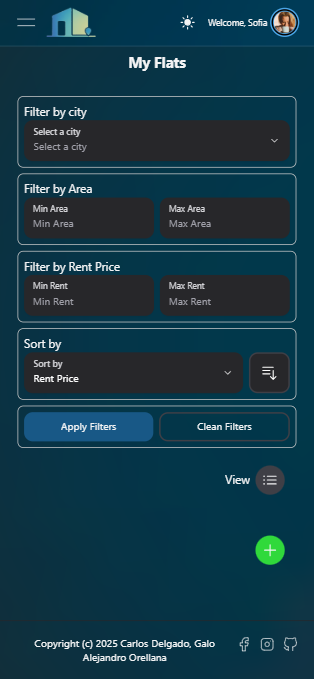 Welcome, Sofia
My Flats
Filter by city
Select a city
Select a city
Filter by Area
Min Area
Min Area
Max Area
Max Area
Filter by Rent Price
Min Rent
Min Rent
Max Rent
Max Rent
Sort by
Sort by
Rent Price
Apply Filters
Clean Filters
View
Copyright (c) 2025 Carlos Delgado, Galo
Alejandro Orellana